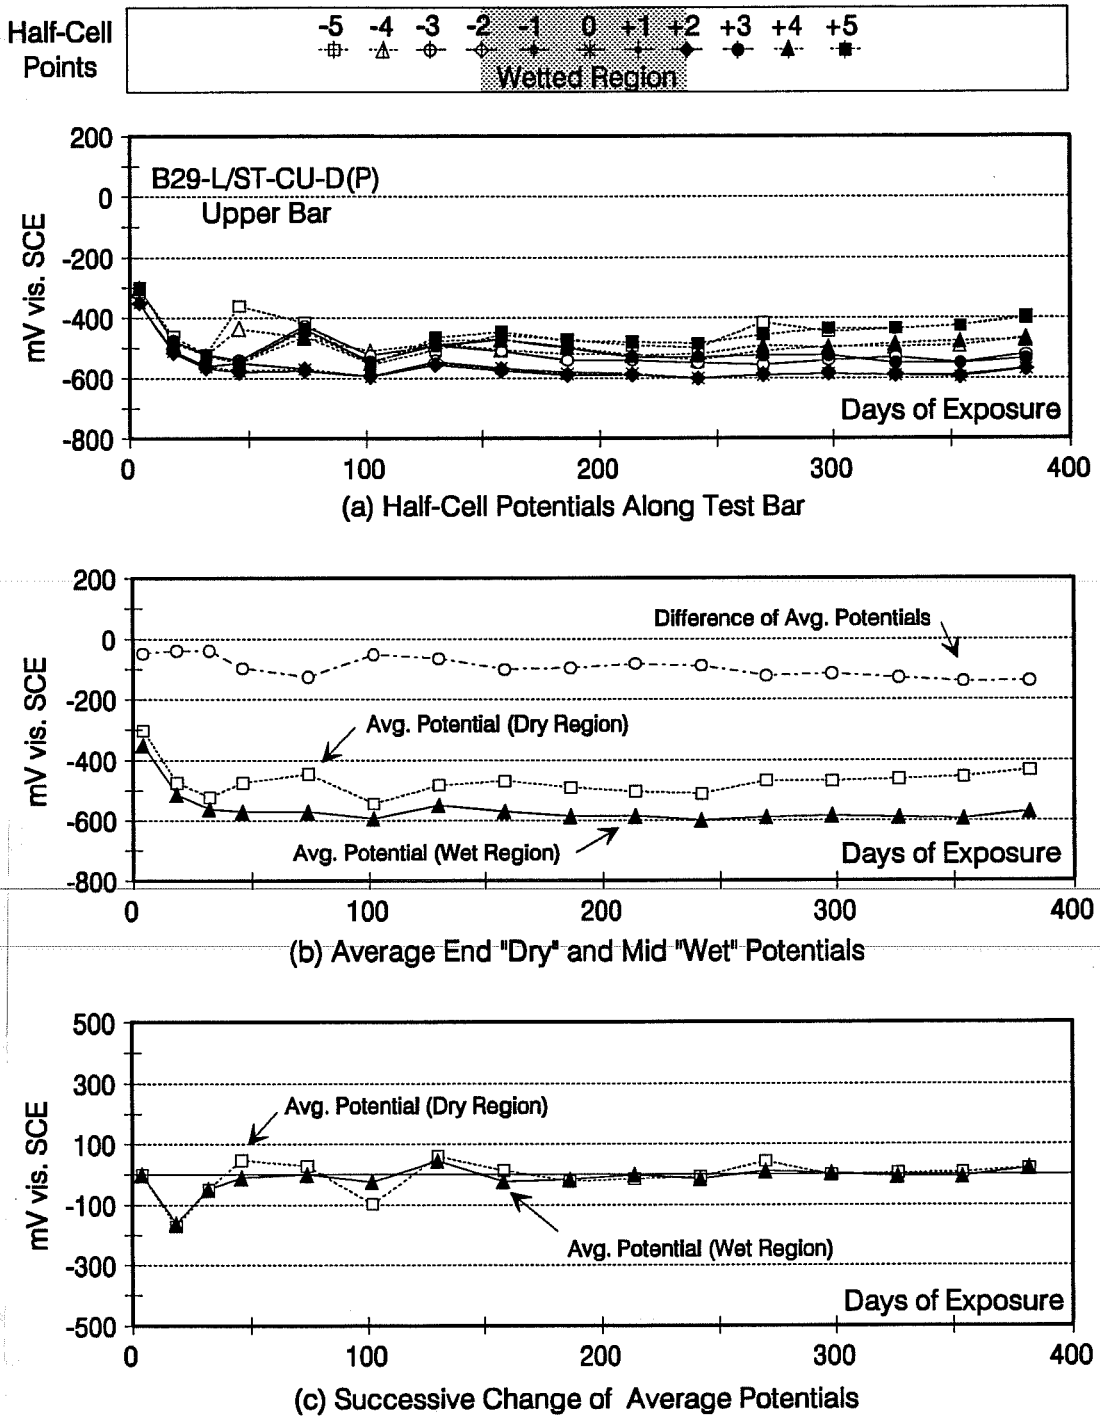 Half-Cell Points
-5 -4 -3 -2 -1 0 +1 +2 +3 +4 +5
Wetted Region
200
0
-200
-400
-600
-800
mV vis. SCE
B29-L/ST-CU-D(P)
Upper Bar
Days of Exposure
0 100 200 300 400
(a) Half-Cell Potentials Along Test Bar
200
0
-200
-400
-600
-800
mV vis. SCE
Difference of Avg. Potentials
Avg. Potential (Dry Region)
Avg. Potential (Wet Region)
Days of Exposure
0 100 200 300 400
(b) Average End "Dry" and Mid "Wet" Potentials
500
300
100
-100
-300
-500
mV vis. SCE
Avg. Potential (Dry Region)
Avg. Potential (Wet Region)
Days of Exposure
0 100 200 300 400
(c) Successive Change of Average Potentials